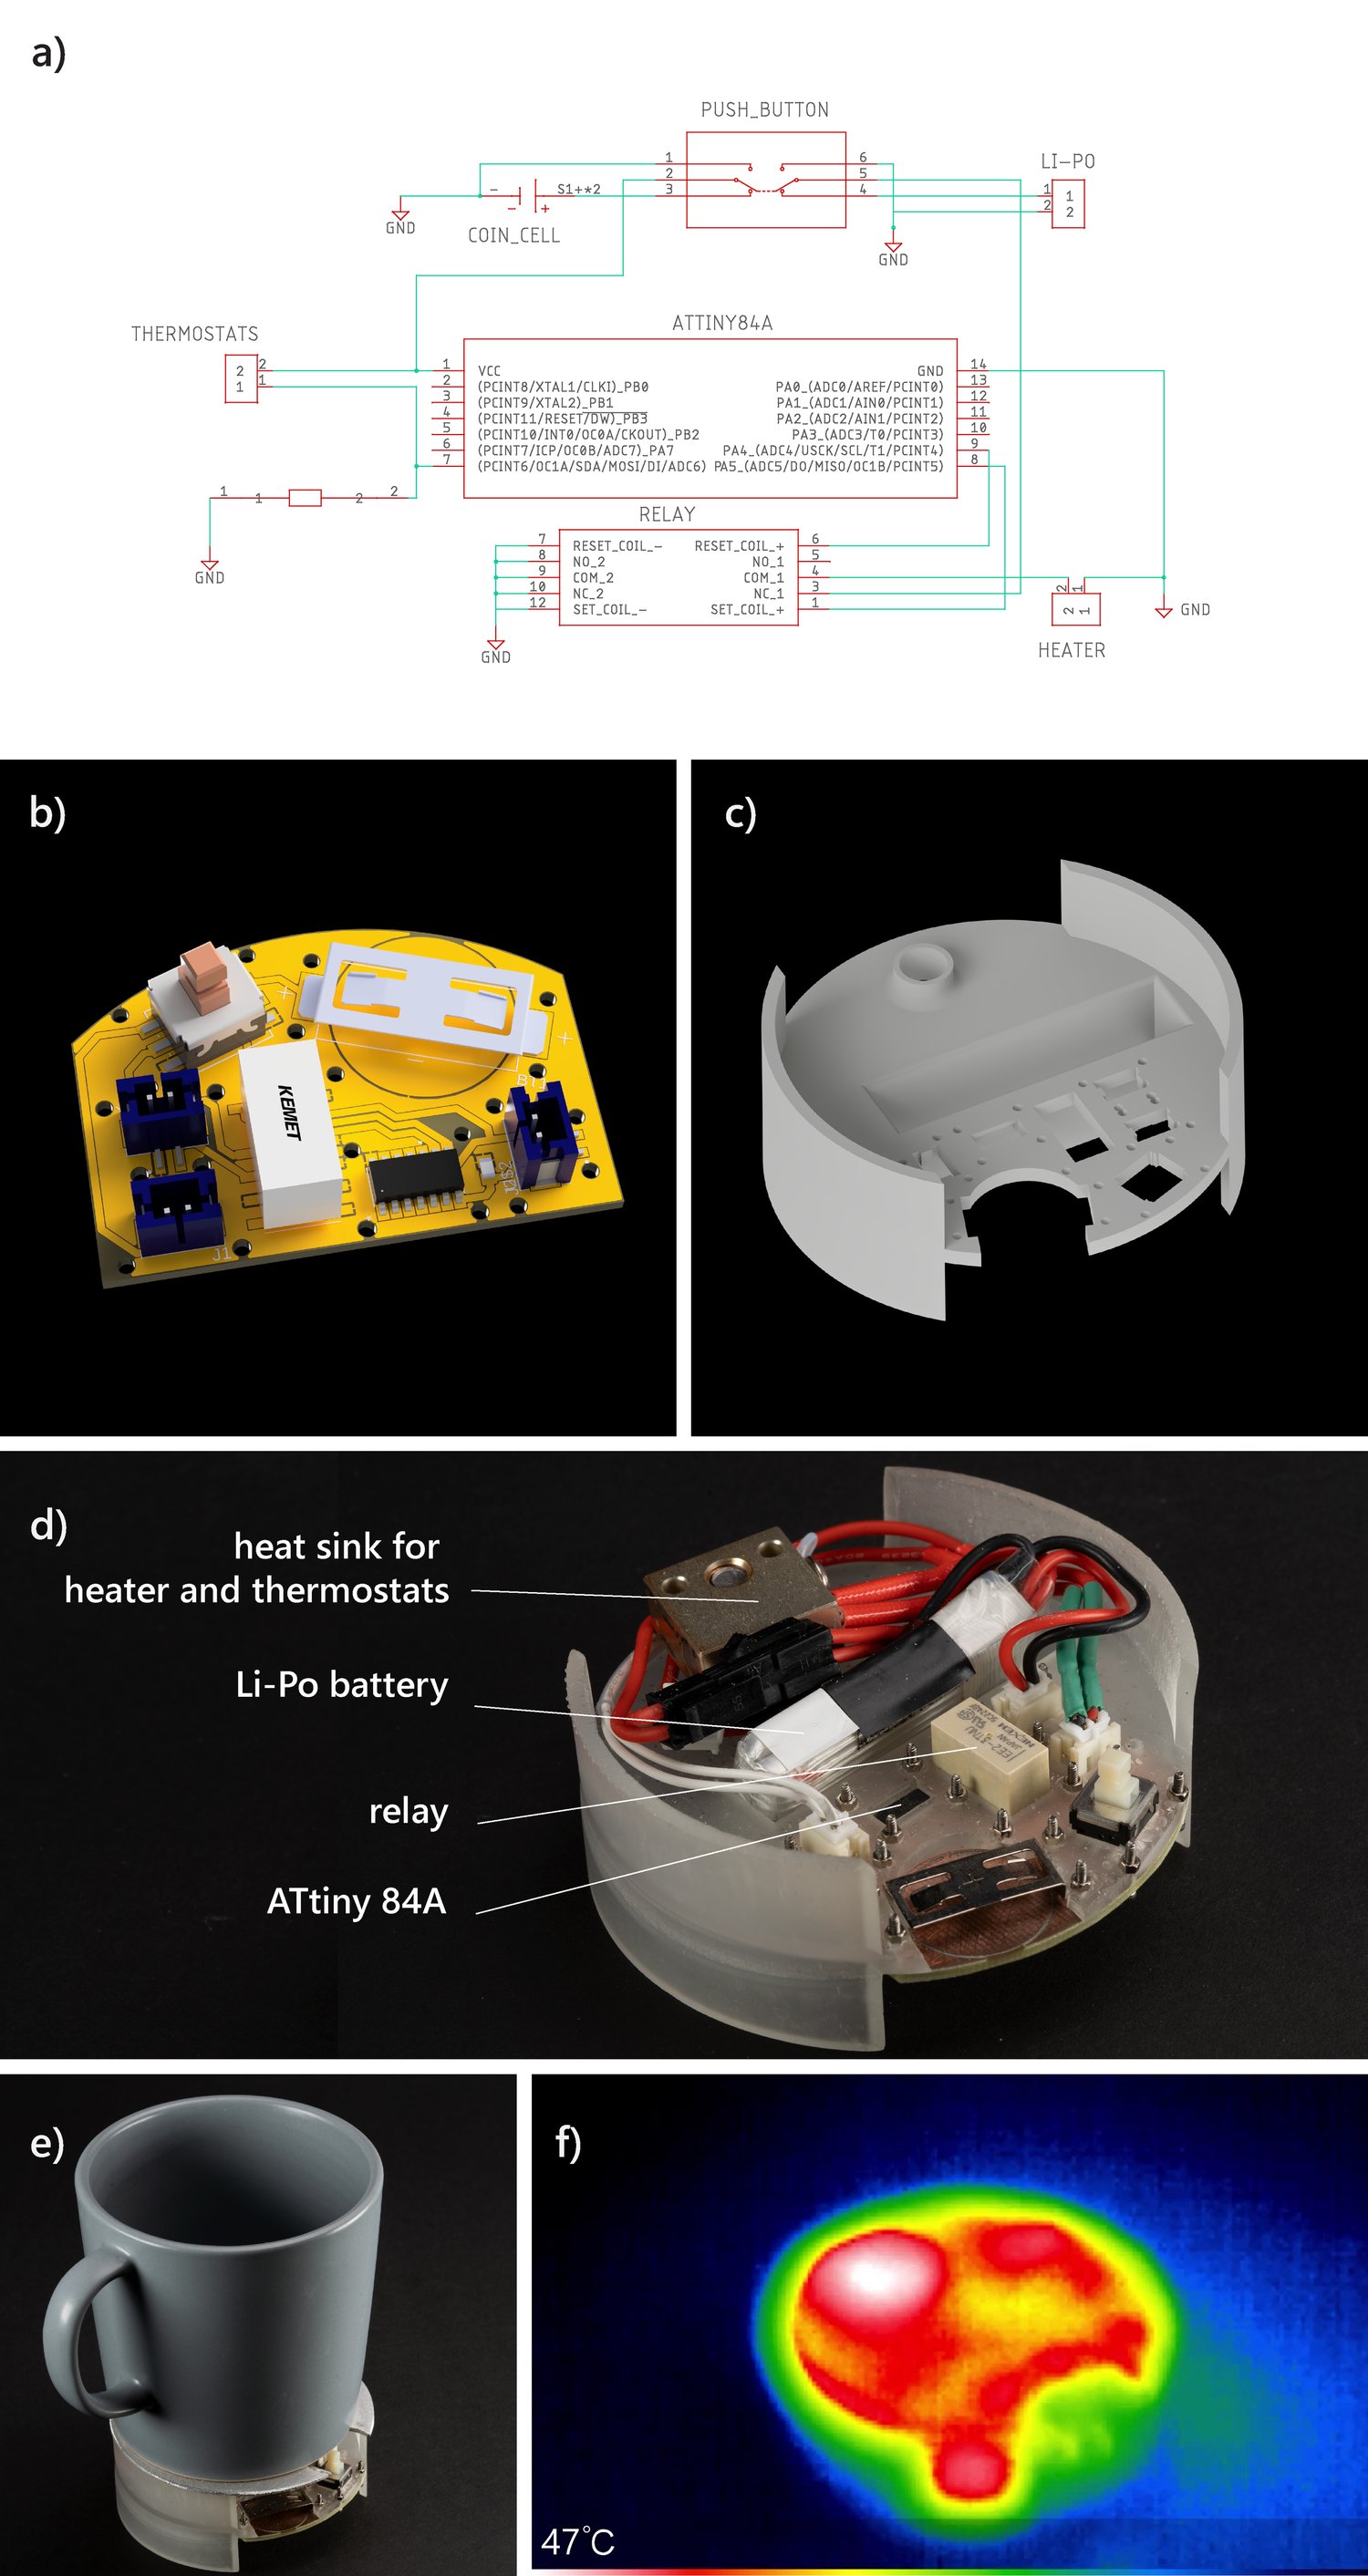 a)
PUSH_BUTTON
1
2
3
6
5
4
LI-PO
1
2
1
2
-
S1+*2
-
+
GND
COIN_CELL
GND
ATTINY84A
THERMOSTATS
2
1
2
1
1
2
3
4
5
6
7
VCC
(PCINT8/XTAL1/CLKI)_PB0
(PCINT9/XTAL2)_PB1
(PCINT11/RESET/DW)_PB3
(PCINT10/INT0/OC0A/CKOUT)_PB2
(PCINT7/ICP/OC0B/ADC7)_PA7
(PCINT6/OC1A/SDA/MOSI/DI/ADC6)
GND
PA0_(ADC0/AREF/PCINT0)
PA1_(ADC1/AIN0/PCINT1)
PA2_(ADC2/AIN1/PCINT2)
PA3_(ADC3/T0/PCINT3)
PA4_(ADC4/USCK/SCL/T1/PCINT4)
PA5_(ADC5/DO/MISO/OC1B/PCINT5)
14
13
12
11
10
9
8
1
1
2
2
GND
RELAY
7
8
9
10
12
RESET_COIL_-
NO_2
COM_2
NC_2
SET_COIL_-
RESET_COIL_+
NO_1
COM_1
NC_1
SET_COIL_+
6
5
4
3
1
GND
2
1
2
1
HEATER
GND
b)
KEMET
+
+
J1
c)
d)
heat sink for
heater and thermostats
Li-Po battery
relay
ATtiny 84A
e)
f)
47°C